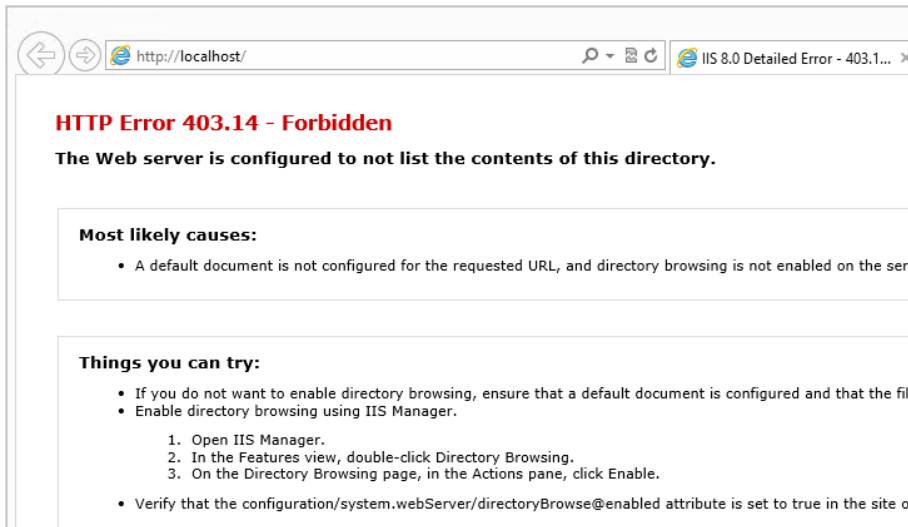 http://localhost/
IIS 8.0 Detailed Error - 403.1...
HTTP Error 403.14 - Forbidden
The Web server is configured to not list the contents of this directory.
Most likely causes:
• A default document is not configured for the requested URL, and directory browsing is not enabled on the ser
Things you can try:
• If you do not want to enable directory browsing, ensure that a default document is configured and that the fil
• Enable directory browsing using IIS Manager.
1. Open IIS Manager.
2. In the Features view, double-click Directory Browsing.
3. On the Directory Browsing page, in the Actions pane, click Enable.
• Verify that the configuration/system.webServer/directoryBrowse@enabled attribute is set to true in the site o